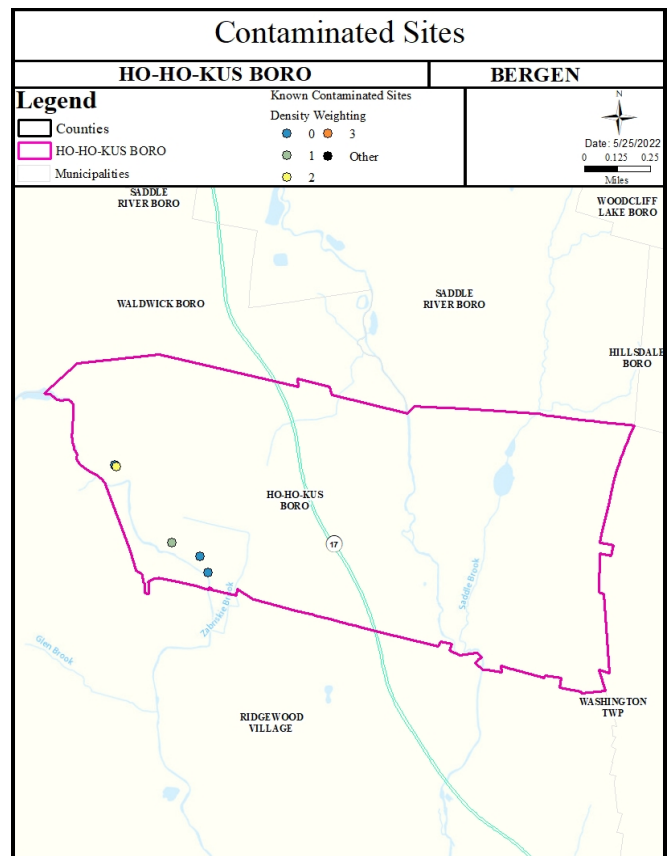 Contaminated Sites
HO-HO-KUS BORO
BERGEN
Legend
Counties
HO-HO-KUS BORO
Municipalities
Known Contaminated Sites
Density Weighting
0
3
1
Other
2
N
Date: 5/25/2022
0 0.125 0.25
Miles
SADDLE
RIVER BORO
WOODCLIFF
LAKE BORO
WALDWICK BORO
SADDLE
RIVER BORO
HILLSDALE
BORO
HO-HO-KUS
BORO
17
Saddle Brook
Zabriskie Brook
Glen Brook
RIDGEWOOD
VILLAGE
WASHINGTON
TWP